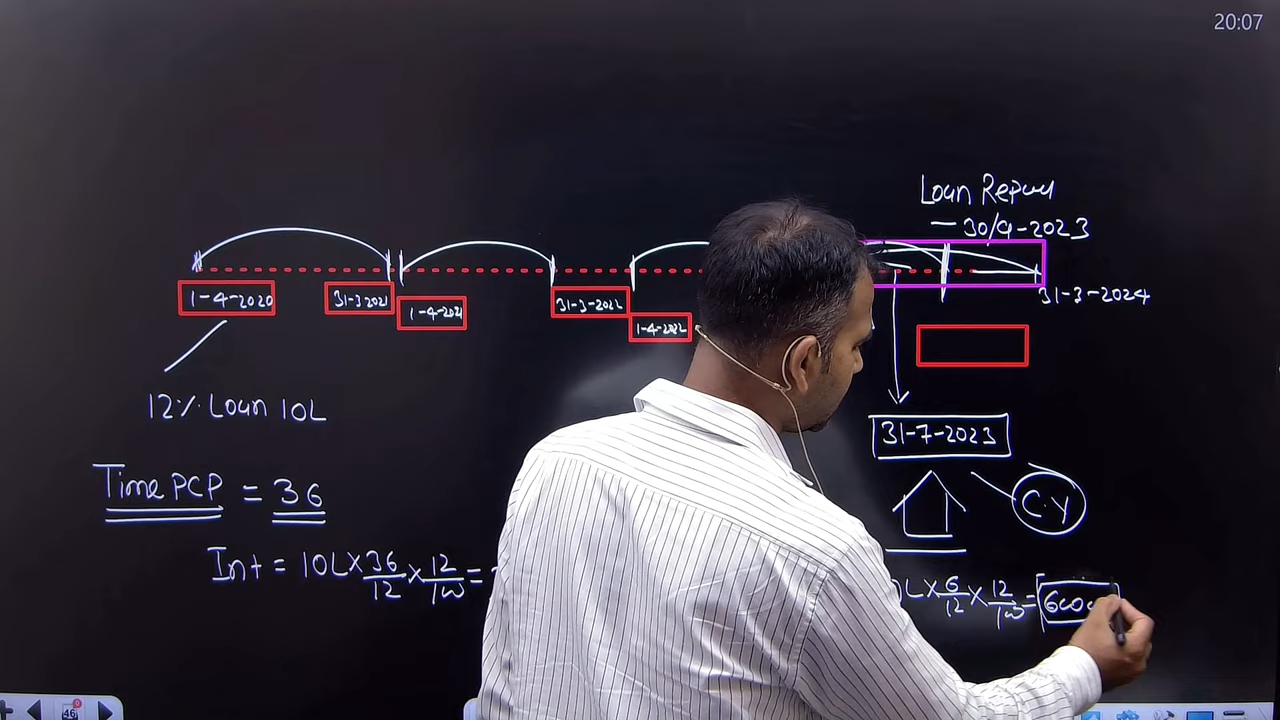 20:07
Loan Repaid
— 30/9-2023
1-4-2020
31-3-2021
1-4-2021
31-3-2022
1-4-2022
31-3-2024
12% Loan 10L
31-7-2023
Time PCP = 36
C.Y
Int = 10L × 36/12 × 12/100 =
L × 6/12 × 12/100 =
46